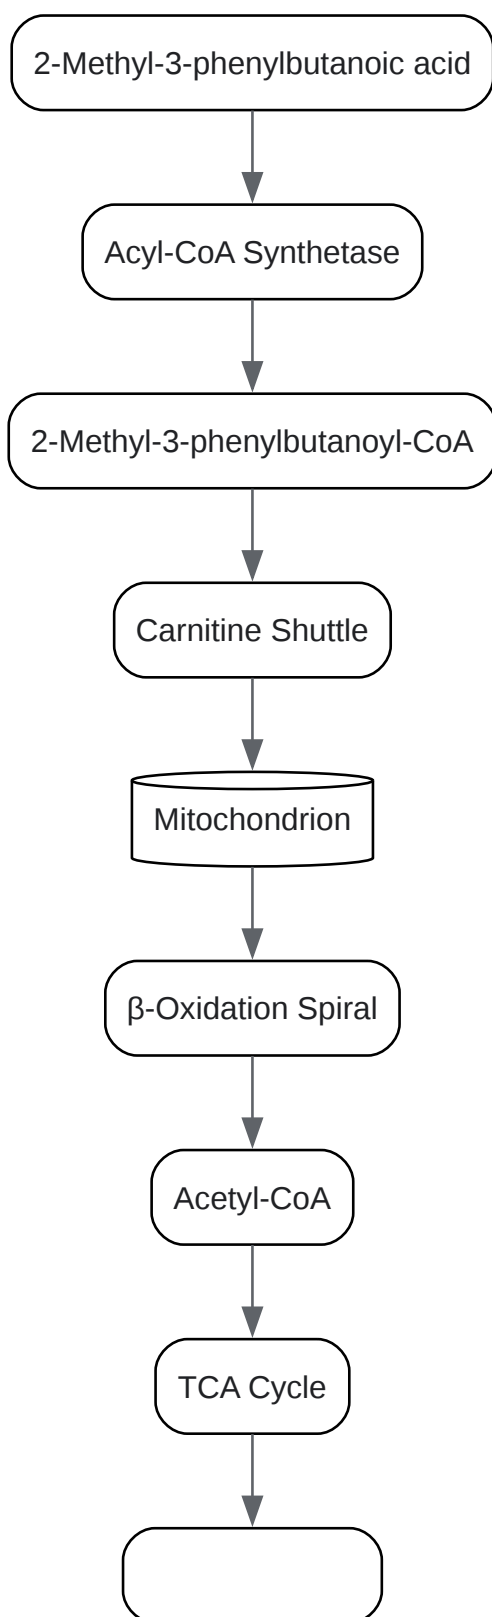 2-Methyl-3-phenylbutanoic acid
Acyl-CoA Synthetase
2-Methyl-3-phenylbutanoyl-CoA
Carnitine Shuttle
Mitochondrion
β-Oxidation Spiral
Acetyl-CoA
TCA Cycle